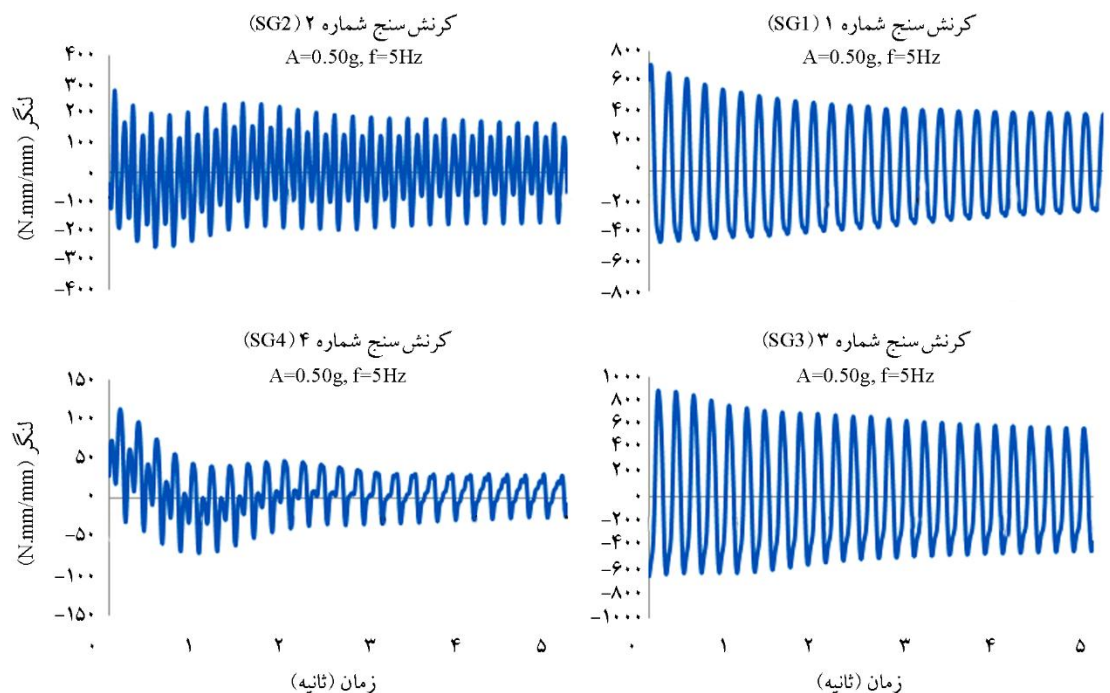 کرنش‌سنج شماره ۱ (SG1)
A=0.50g, f=5Hz
۸۰۰
۶۰۰
۴۰۰
۲۰۰
۰
-۲۰۰
-۴۰۰
-۶۰۰
-۸۰۰
کرنش‌سنج شماره ۲ (SG2)
A=0.50g, f=5Hz
لنگر (N.mm/mm)
۴۰۰
۳۰۰
۲۰۰
۱۰۰
۰
-۱۰۰
-۲۰۰
-۳۰۰
-۴۰۰
کرنش‌سنج شماره ۳ (SG3)
A=0.50g, f=5Hz
۱۰۰۰
۸۰۰
۶۰۰
۴۰۰
۲۰۰
۰
-۲۰۰
-۴۰۰
-۶۰۰
-۸۰۰
-۱۰۰۰
۰ ۱ ۲ ۳ ۴ ۵
زمان (ثانیه)
کرنش‌سنج شماره ۴ (SG4)
A=0.50g, f=5Hz
لنگر (N.mm/mm)
۱۵۰
۱۰۰
۵۰
۰
-۵۰
-۱۰۰
-۱۵۰
۰ ۱ ۲ ۳ ۴ ۵
زمان (ثانیه)